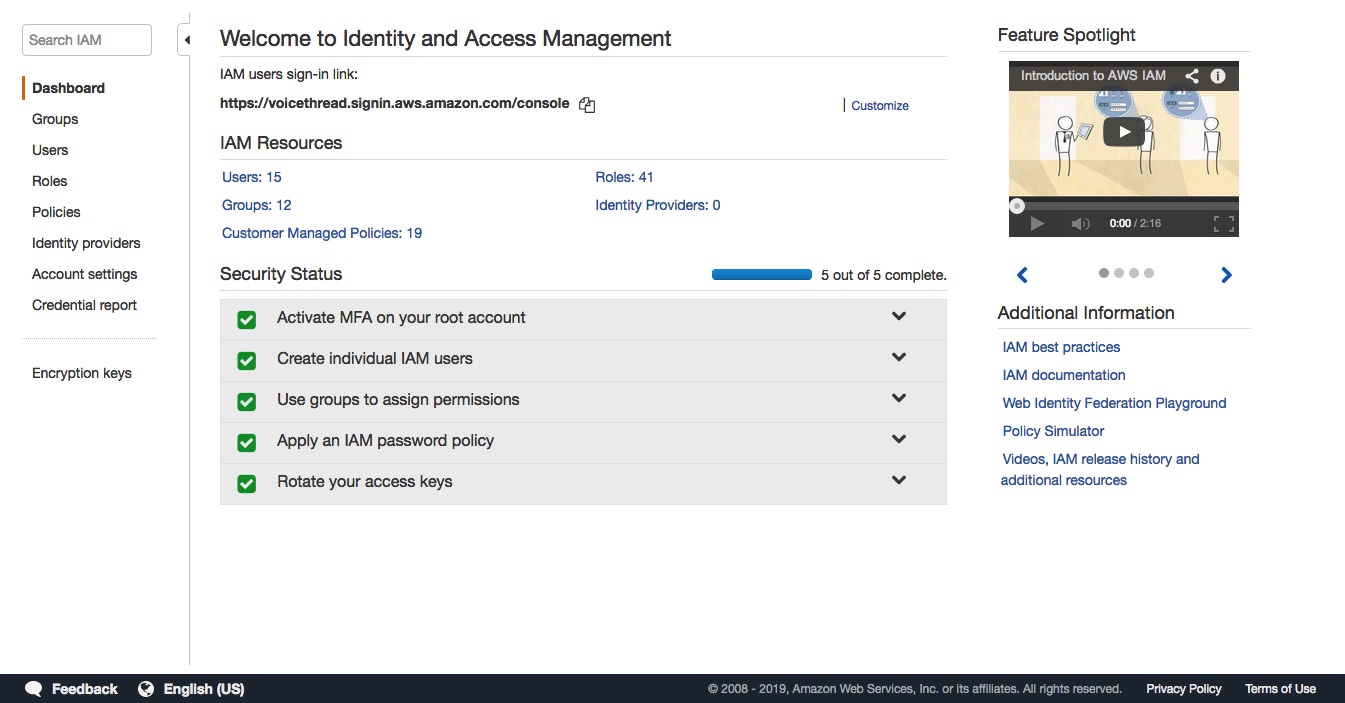 Search IAM
Dashboard
Groups
Users
Roles
Policies
Identity providers
Account settings
Credential report
Encryption keys
Welcome to Identity and Access Management
IAM users sign-in link:
https://voicethread.signin.aws.amazon.com/console
| Customize
IAM Resources
Users: 15
Roles: 41
Groups: 12
Identity Providers: 0
Customer Managed Policies: 19
Security Status
5 out of 5 complete.
Activate MFA on your root account
Create individual IAM users
Use groups to assign permissions
Apply an IAM password policy
Rotate your access keys
Feature Spotlight
Introduction to AWS IAM
0:00 / 2:16
Additional Information
IAM best practices
IAM documentation
Web Identity Federation Playground
Policy Simulator
Videos, IAM release history and
additional resources
Feedback
English (US)
© 2008 - 2019, Amazon Web Services, Inc. or its affiliates. All rights reserved.
Privacy Policy
Terms of Use